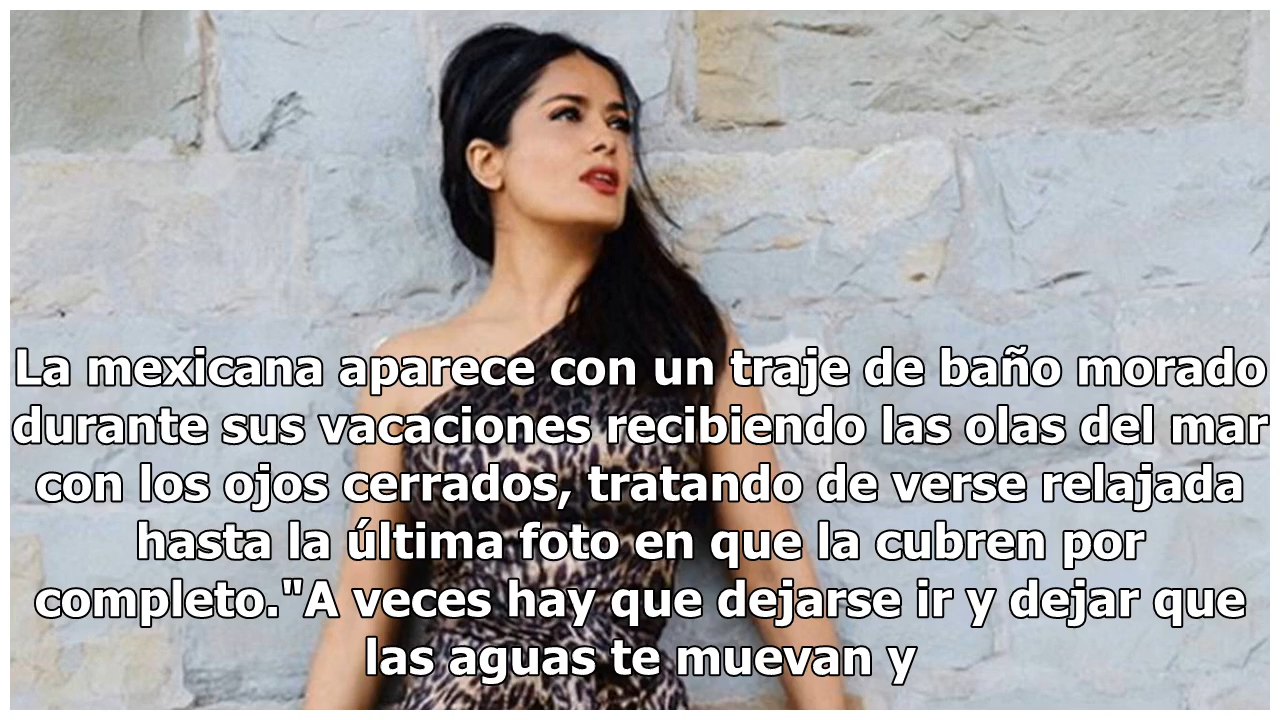 La mexicana aparece con un traje de baño morado
durante sus vacaciones recibiendo las olas del mar
con los ojos cerrados, tratando de verse relajada
hasta la última foto en que la cubren por
completo."A veces hay que dejarse ir y dejar que
las aguas te muevan y